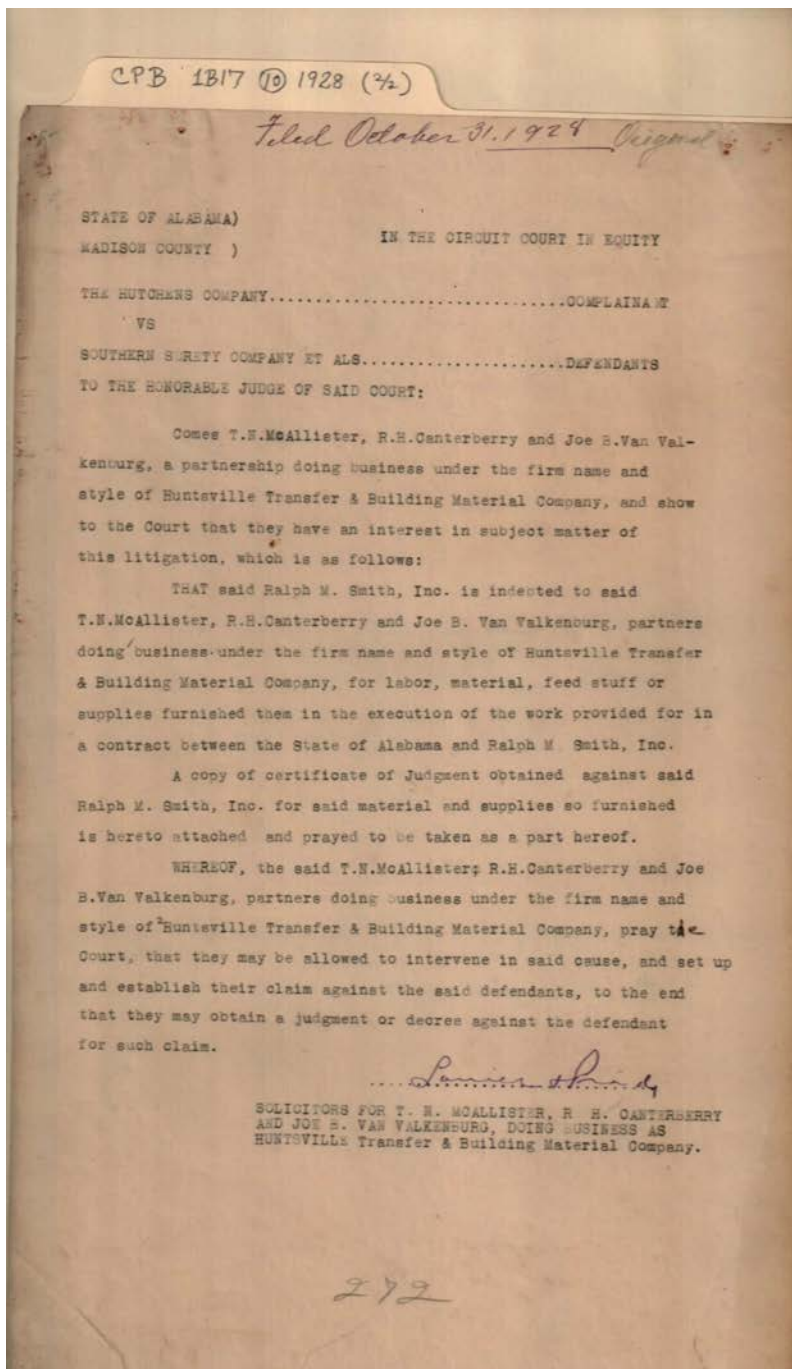 CPB 1B17 ⑩ 1928 (2/2)
Filed October 31. 1928 Original
STATE OF ALABAMA)
IN THE CIRCUIT COURT IN EQUITY
MADISON COUNTY )
THE HUTCHENS COMPANY................................COMPLAINANT
VS
SOUTHERN SURETY COMPANY ET ALS......................DEFENDANTS
TO THE HONORABLE JUDGE OF SAID COURT:
Comes T.N.McAllister, R.H.Canterberry and Joe B.Van Val-
kenburg, a partnership doing business under the firm name and
style of Huntsville Transfer & Building Material Company, and show
to the Court that they have an interest in subject matter of
this litigation, which is as follows:
THAT said Ralph M. Smith, Inc. is indebted to said
T.N.McAllister, R.H.Canterberry and Joe B. Van Valkenburg, partners
doing business under the firm name and style of Huntsville Transfer
& Building Material Company, for labor, material, feed stuff or
supplies furnished them in the execution of the work provided for in
a contract between the State of Alabama and Ralph M Smith, Inc.
A copy of certificate of Judgment obtained against said
Ralph M. Smith, Inc. for said material and supplies so furnished
is hereto attached and prayed to be taken as a part hereof.
WHEREOF, the said T.N.McAllister; R.H.Canterberry and Joe
B.Van Valkenburg, partners doing business under the firm name and
style of Huntsville Transfer & Building Material Company, pray the
Court, that they may be allowed to intervene in said cause, and set up
and establish their claim against the said defendants, to the end
that they may obtain a judgment or decree against the defendant
for such claim.
SOLICITORS FOR T. N. MCALLISTER, R H. CANTERBERRY
AND JOE B. VAN VALKENBURG, DOING BUSINESS AS
HUNTSVILLE Transfer & Building Material Company.
272